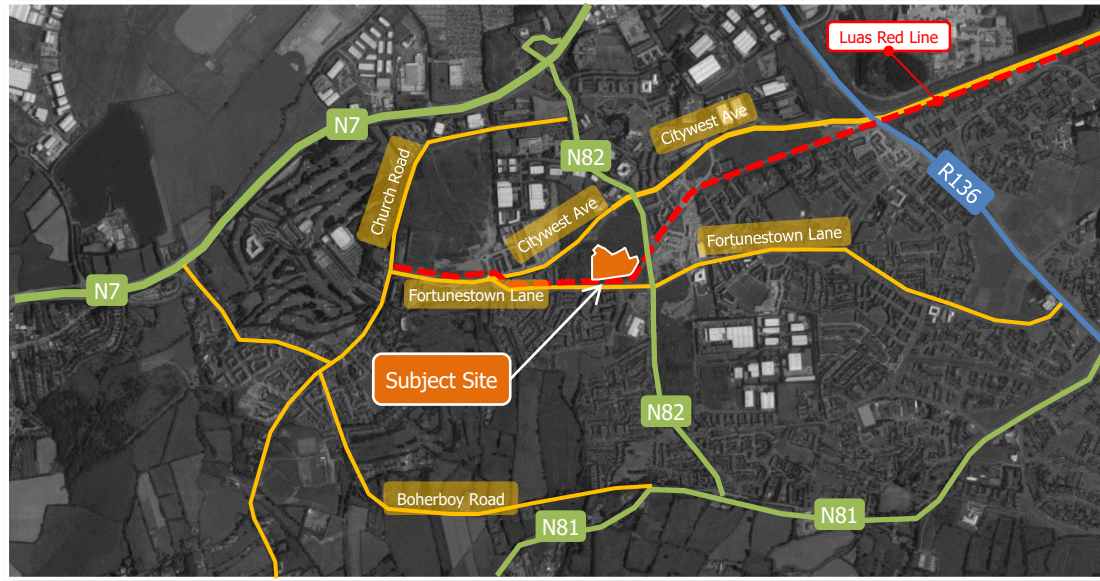 Luas Red Line
N7
Citywest Ave
N82
Church Road
R136
Citywest Ave
Fortunestown Lane
N7
Fortunestown Lane
Subject Site
N82
Boherboy Road
N81
N81